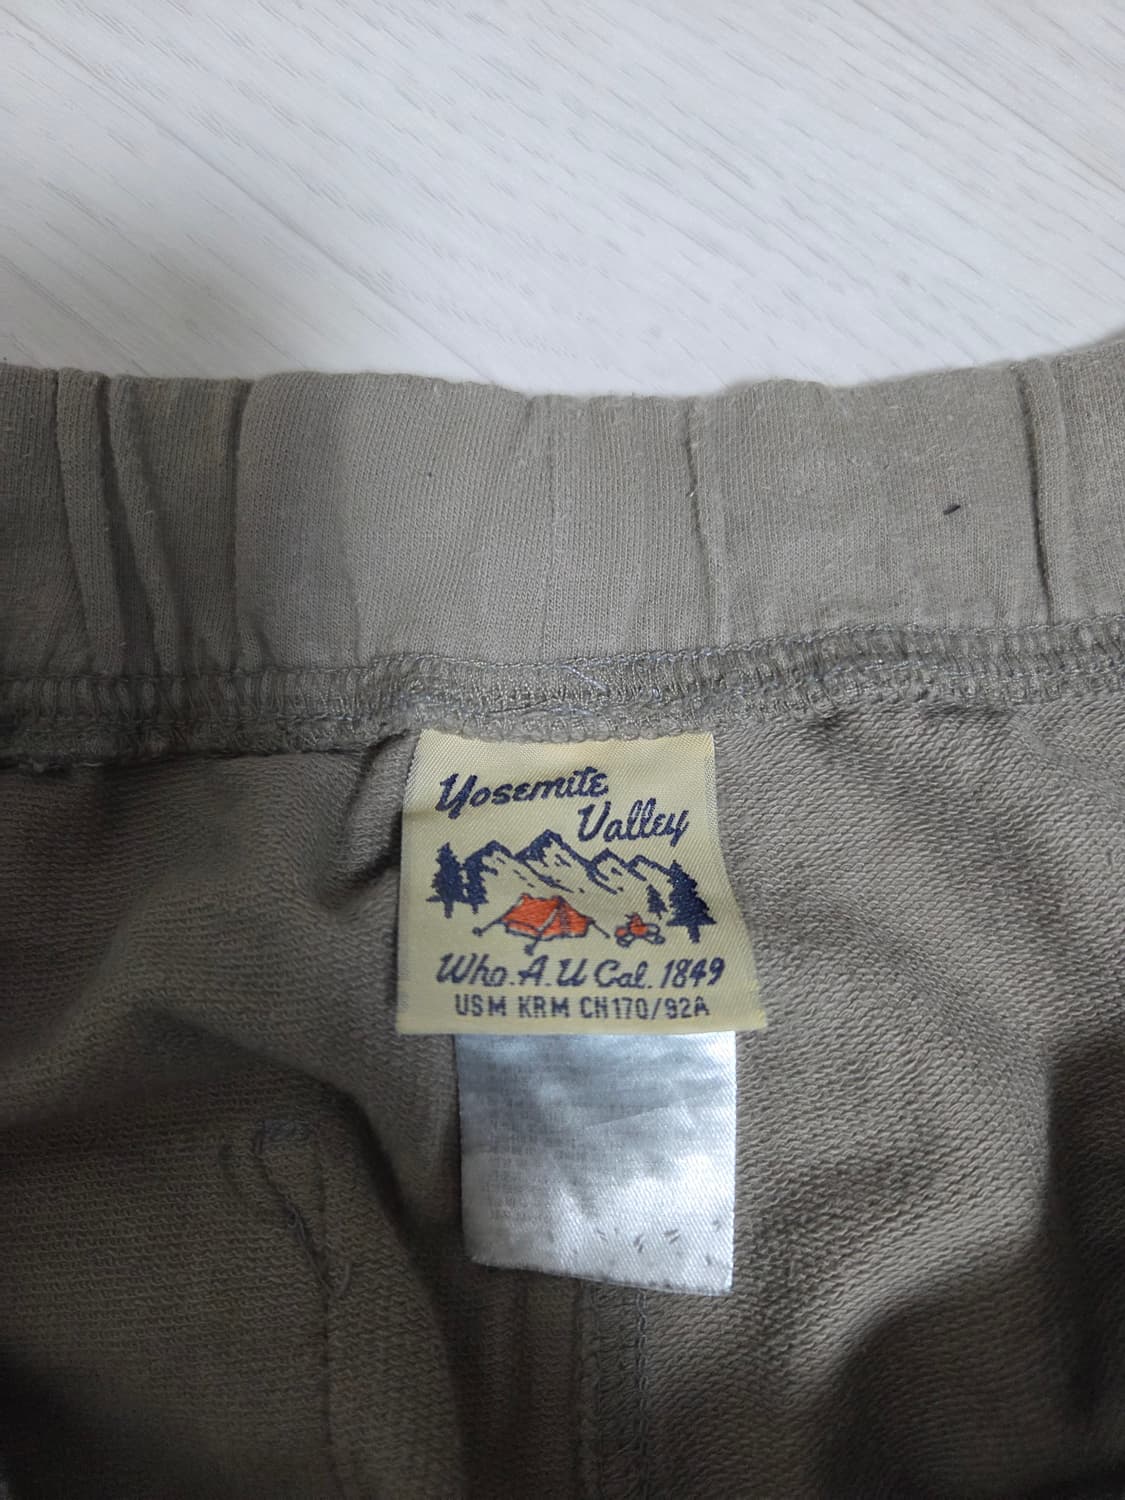 Yosemite
Valley
Who.A.U Cal. 1849
USM KRM CH170/92A